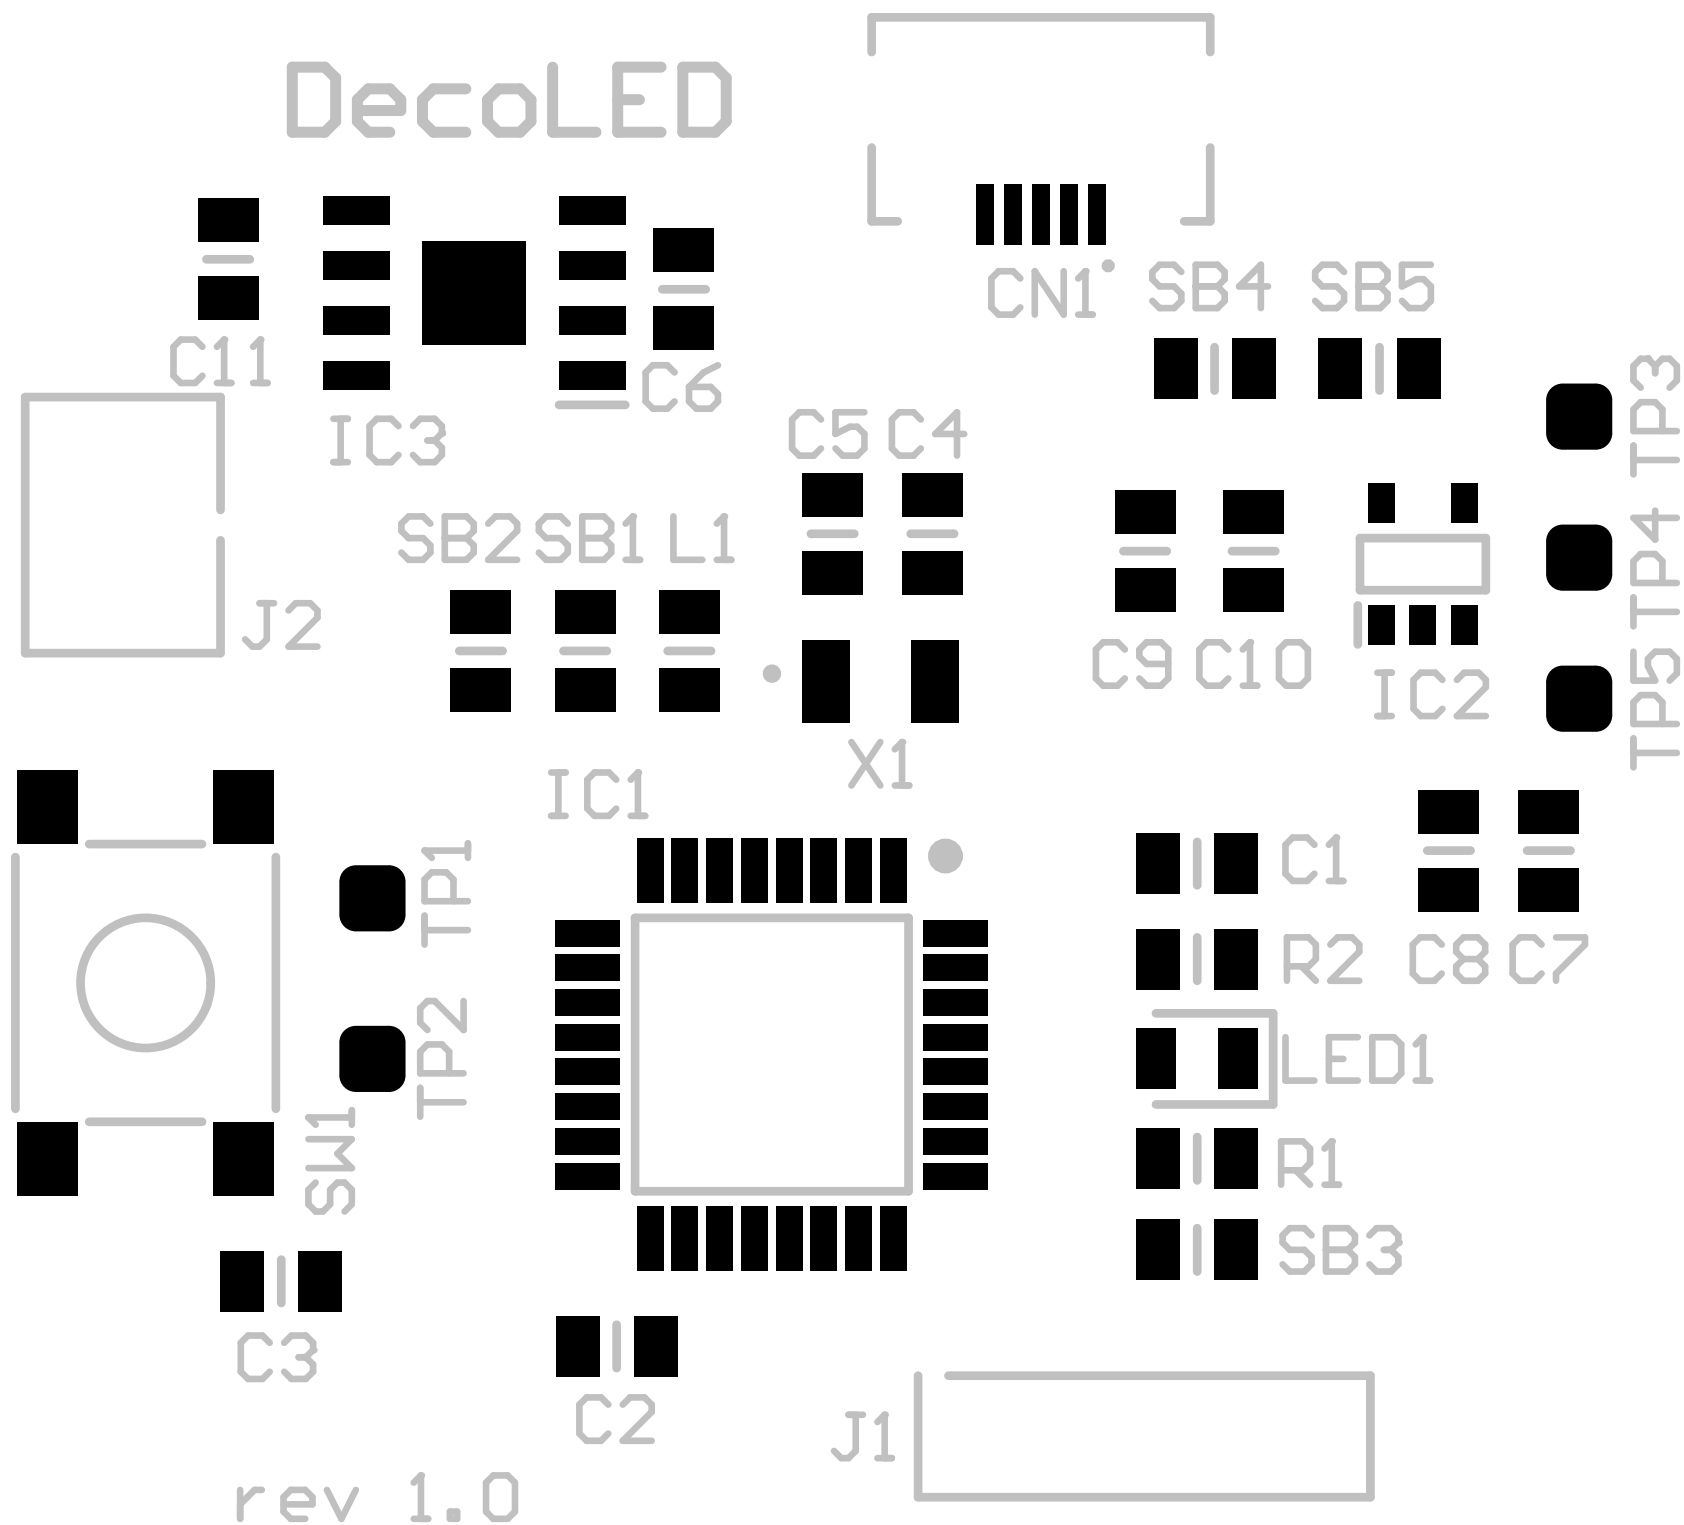 DecoLED
CN1
SB4
SB5
C11
C6
IC3
C5
C4
TP3
SB2
SB1
L1
TP4
J2
C9
C10
IC2
TP5
X1
IC1
TP1
C1
C8
C7
R2
TP2
LED1
SW1
R1
SB3
C3
C2
J1
rev 1.0